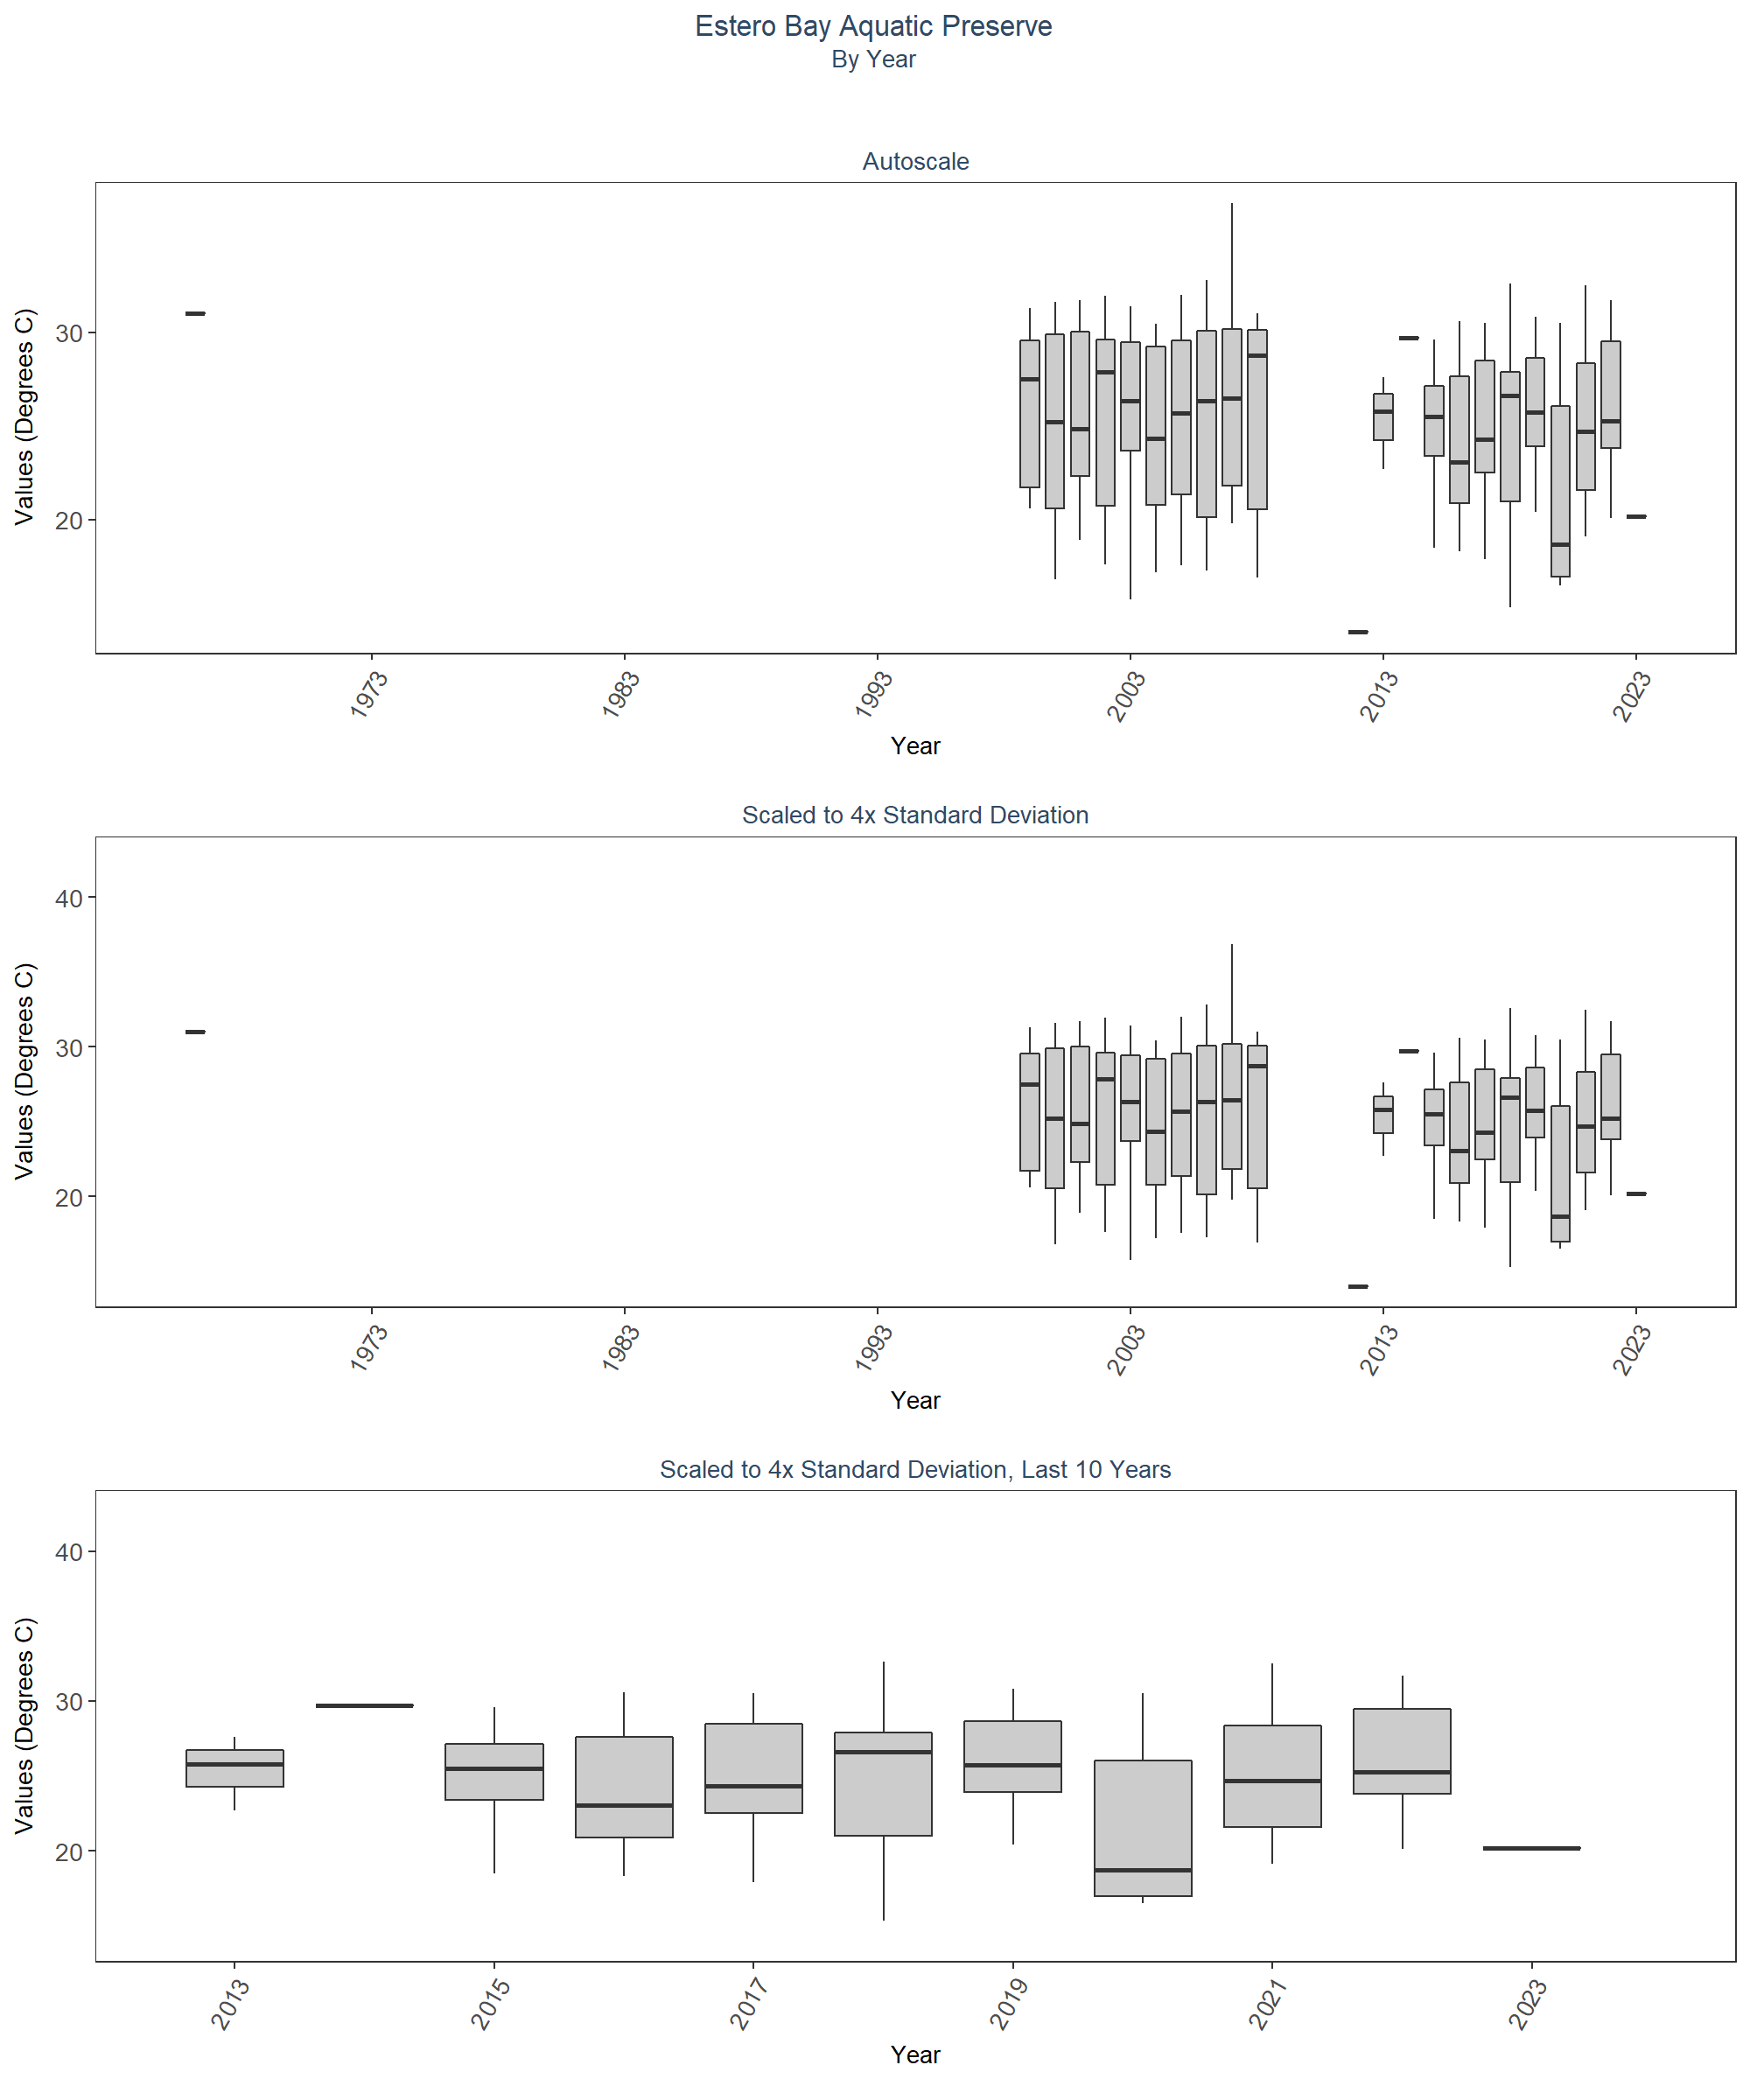 Estero Bay Aquatic Preserve
By Year
Autoscale
Values (Degrees C)
30
20
1973
1983
1993
2003
2013
2023
Year
Scaled to 4x Standard Deviation
Values (Degrees C)
40
30
20
1973
1983
1993
2003
2013
2023
Year
Scaled to 4x Standard Deviation, Last 10 Years
Values (Degrees C)
40
30
20
2013
2015
2017
2019
2021
2023
Year